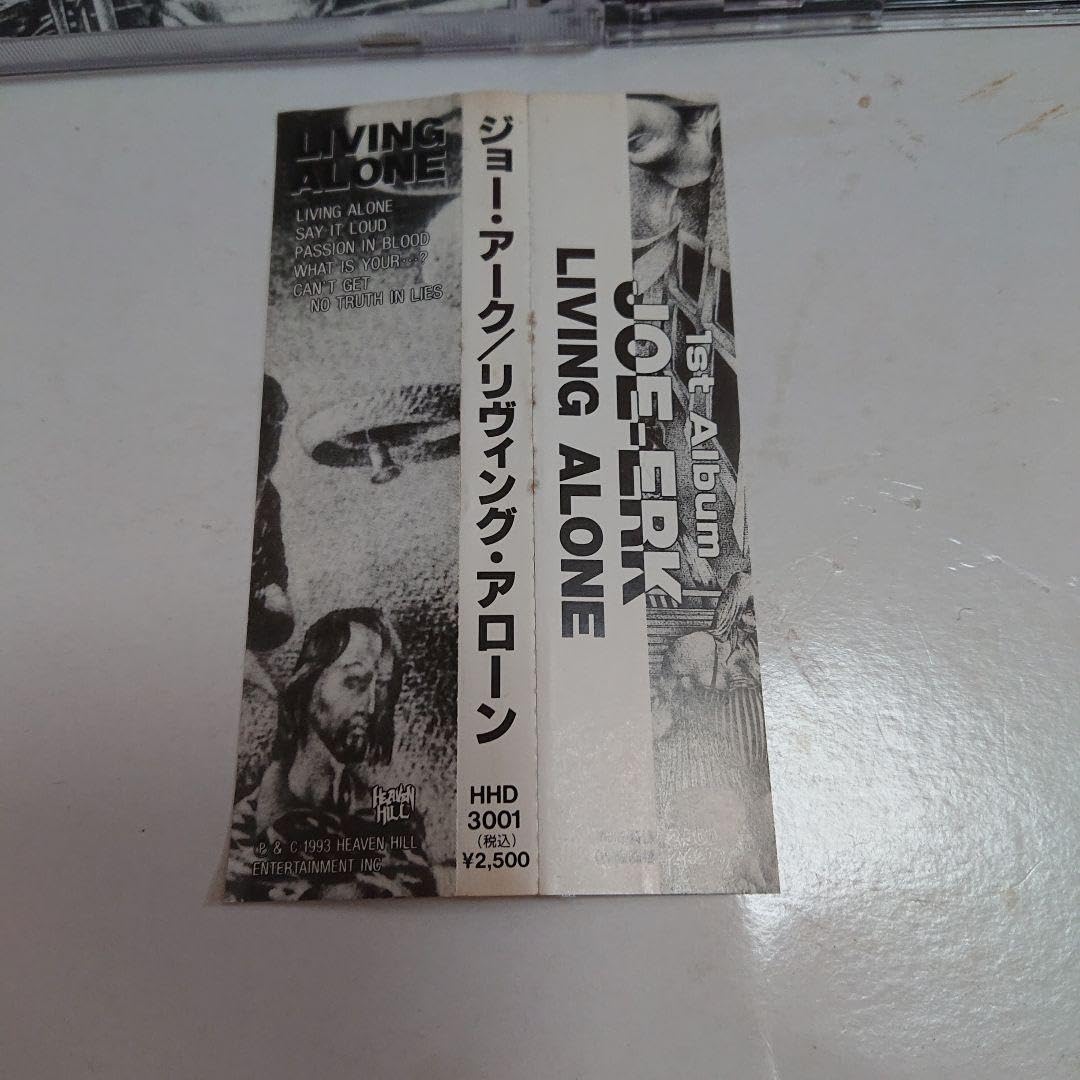 LIVING
ALONE
LIVING ALONE
SAY IT LOUD
PASSION IN BLOOD
WHAT IS YOUR…?
CAN'T GET
NO TRUTH IN LIES
HEAVEN
HILL
P & C 1993 HEAVEN HILL
ENTERTAINMENT INC
ジョー・アーク/リヴィング・アローン
HHD
3001
(税込)
¥2,500
1st Album
JOE-ERK
LIVING ALONE